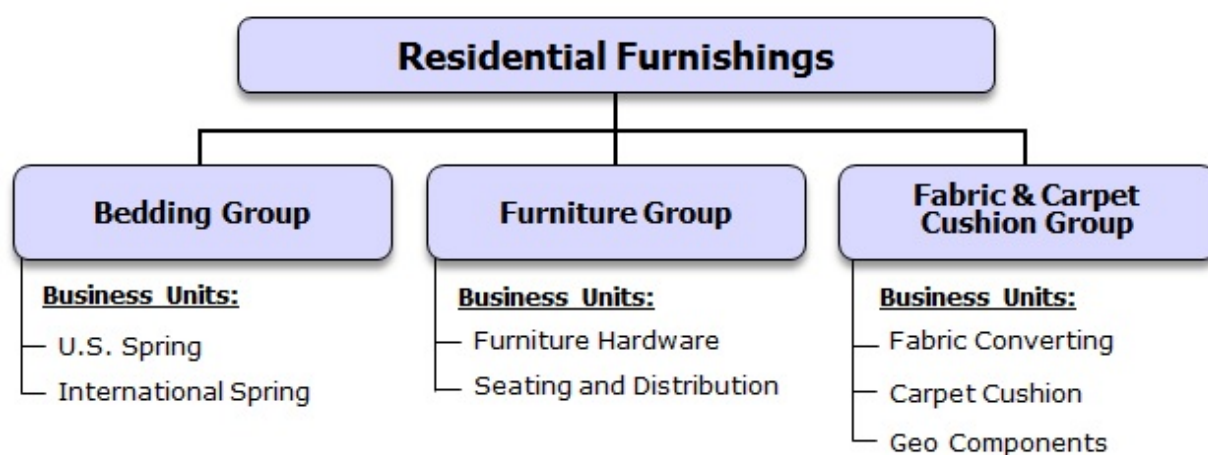 Residential Furnishings
Bedding Group
Business Units:
U.S. Spring
International Spring
Furniture Group
Business Units:
Furniture Hardware
Seating and Distribution
Fabric & Carpet
Cushion Group
Business Units:
Fabric Converting
Carpet Cushion
Geo Components